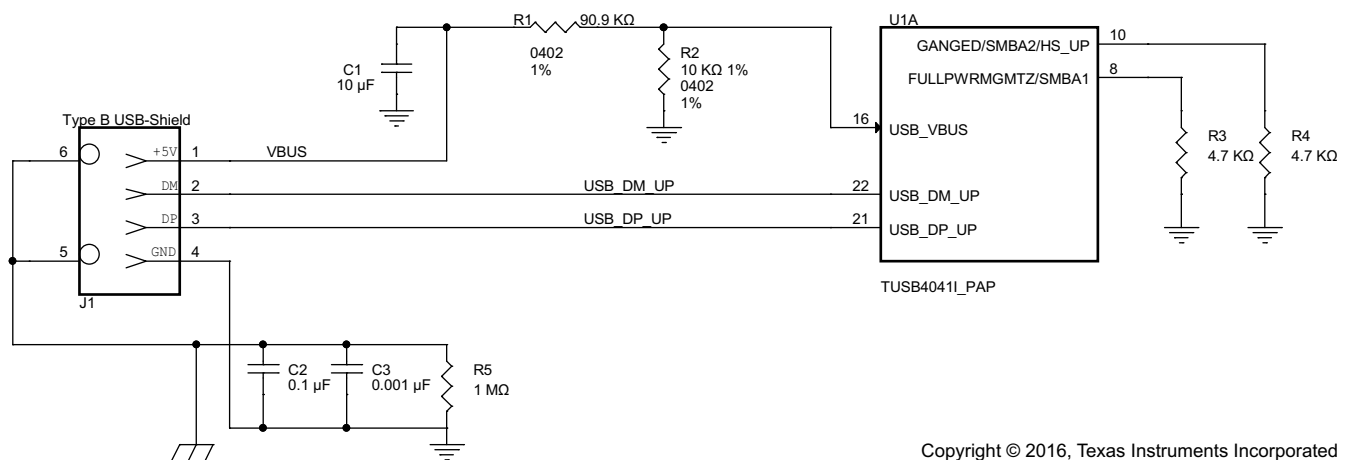 R1
90.9 KΩ
0402
1%
C1
10 µF
R2
10 KΩ 1%
0402
1%
U1A
GANGED/SMBA2/HS_UP
10
FULLPWRMGMTZ/SMBA1
8
16
USB_VBUS
R3
4.7 KΩ
R4
4.7 KΩ
Type B USB-Shield
6
+5V
1
VBUS
DM
2
USB_DM_UP
22
USB_DM_UP
DP
3
USB_DP_UP
21
USB_DP_UP
5
GND
4
J1
TUSB4041I_PAP
C2
0.1 µF
C3
0.001 µF
R5
1 MΩ
Copyright © 2016, Texas Instruments Incorporated